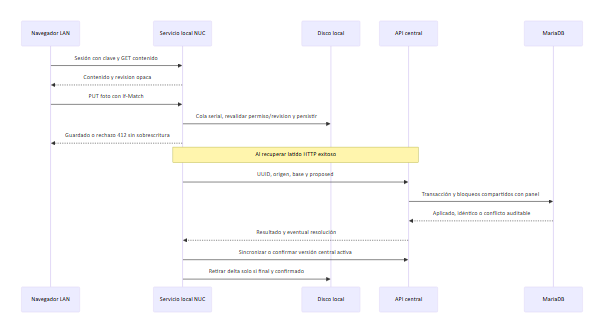 Navegador LAN
Servicio local NUC
Disco local
API central
MariaDB
Sesión con clave y GET contenido
Contenido y revision opaca
PUT foto con If-Match
Cola serial, revalidar permiso/revision y persistir
Guardado o rechazo 412 sin sobrescritura
Al recuperar latido HTTP exitoso
UUID, origen, base y proposed
Transacción y bloqueos compartidos con panel
Aplicado, idéntico o conflicto auditable
Resultado y eventual resolución
Sincronizar o confirmar versión central activa
Retirar delta solo si final y confirmado
Navegador LAN
Servicio local NUC
Disco local
API central
MariaDB